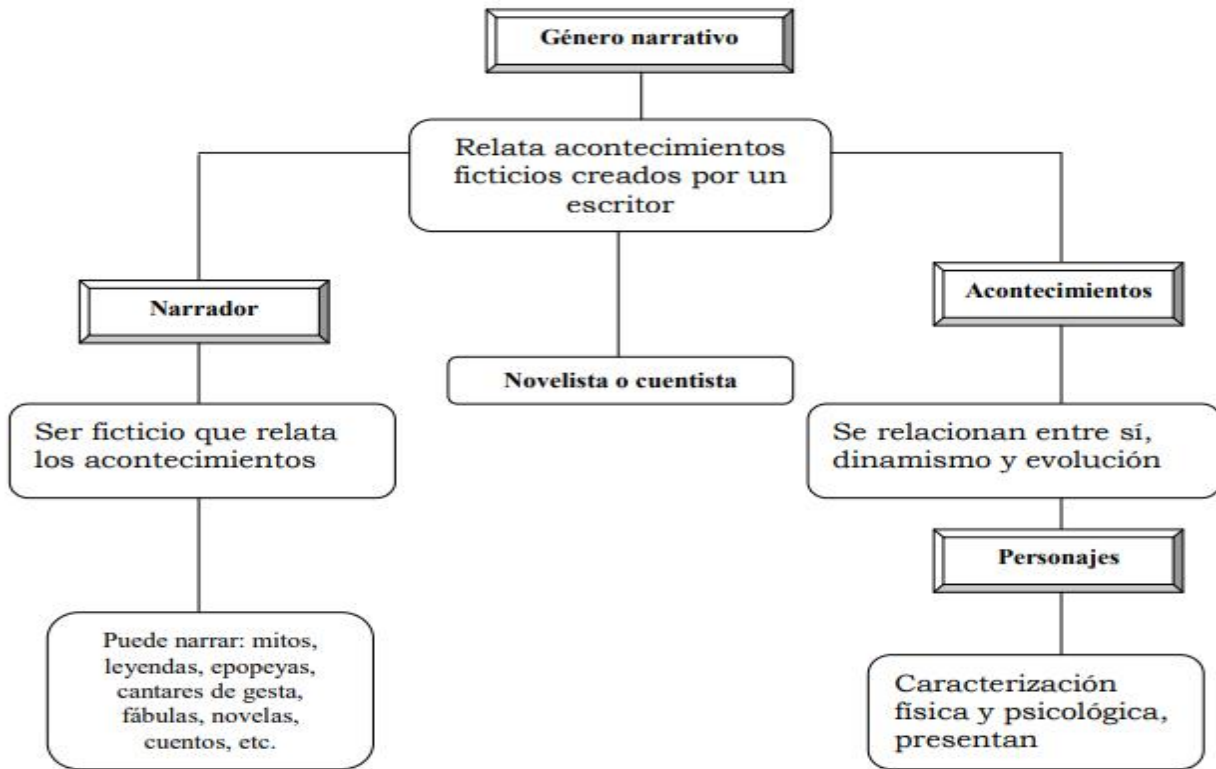 Género narrativo
Relata acontecimientos
ficticios creados por un
escritor
Narrador
Acontecimientos
Novelista o cuentista
Ser ficticio que relata
los acontecimientos
Se relacionan entre sí,
dinamismo y evolución
Personajes
Puede narrar: mitos,
leyendas, epopeyas,
cantares de gesta,
fábulas, novelas,
cuentos, etc.
Caracterización
física y psicológica,
presentan